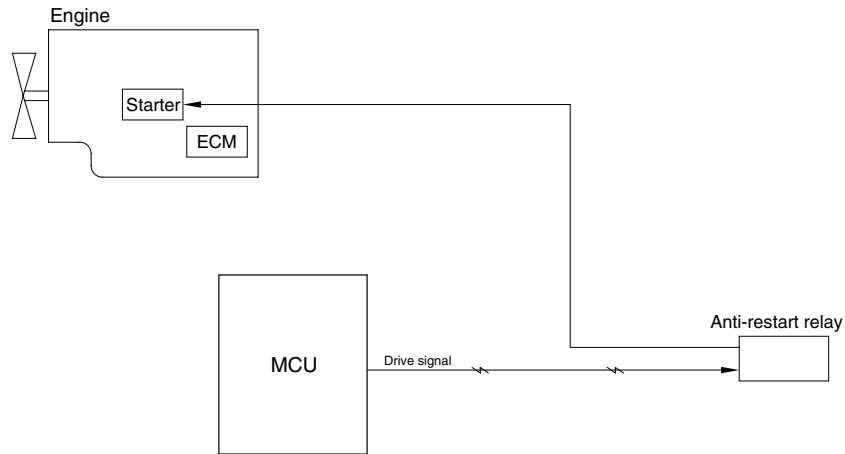 Engine
Starter
ECM
Anti-restart relay
MCU
Drive signal